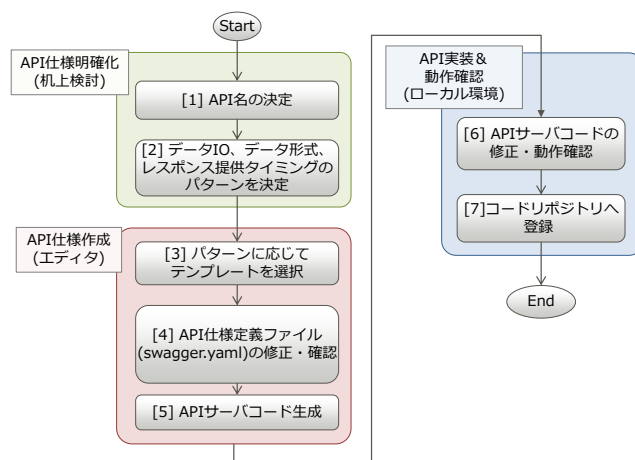 Start
API仕様明確化
(机上検討)
[1] API名の決定
[2] データIO、データ形式、
レスポンス提供タイミングの
パターンを決定
API仕様作成
(エディタ)
[3] パターンに応じて
テンプレートを選択
[4] API仕様定義ファイル
(swagger.yaml)の修正・確認
[5] APIサーバコード生成
API実装＆
動作確認
(ローカル環境)
[6] APIサーバコードの
修正・動作確認
[7]コードリポジトリへ
登録
End